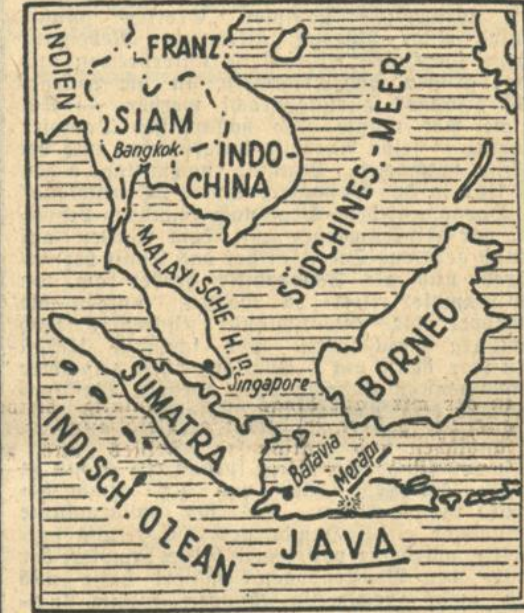 INDIEN
FRANZ.
SIAM
Bangkok.
INDO-
CHINA
SÜDCHINES.-MEER
MALAYISCHE H. I?
Singapore
BORNEO
SUMATRA
INDISCH. OZEAN
Batavia
Merapi
JAVA